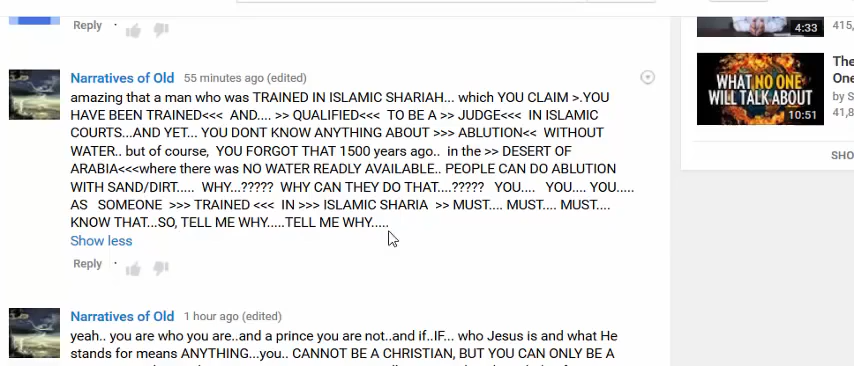 Reply ·
4:33
415,
Narratives of Old 55 minutes ago (edited)
amazing that a man who was TRAINED IN ISLAMIC SHARIAH... which YOU CLAIM >.YOU
HAVE BEEN TRAINED<<< AND.... >> QUALIFIED<<< TO BE A >> JUDGE<<< IN ISLAMIC
COURTS...AND YET... YOU DONT KNOW ANYTHING ABOUT >>> ABLUTION<< WITHOUT
WATER.. but of course, YOU FORGOT THAT 1500 years ago.. in the >> DESERT OF
ARABIA<<<where there was NO WATER READLY AVAILABLE.. PEOPLE CAN DO ABLUTION
WITH SAND/DIRT..... WHY...????? WHY CAN THEY DO THAT....????? YOU.... YOU.... YOU.....
AS SOMEONE >>> TRAINED <<< IN >>> ISLAMIC SHARIA >> MUST.... MUST.... MUST....
KNOW THAT...SO, TELL ME WHY.....TELL ME WHY.....
Show less
Reply ·
WHAT NO ONE
WILL TALK ABOUT
10:51
The
One
by S
41,8
SHO
Narratives of Old 1 hour ago (edited)
yeah.. you are who you are..and a prince you are not..and if..IF... who Jesus is and what He
stands for means ANYTHING...you.. CANNOT BE A CHRISTIAN, BUT YOU CAN ONLY BE A